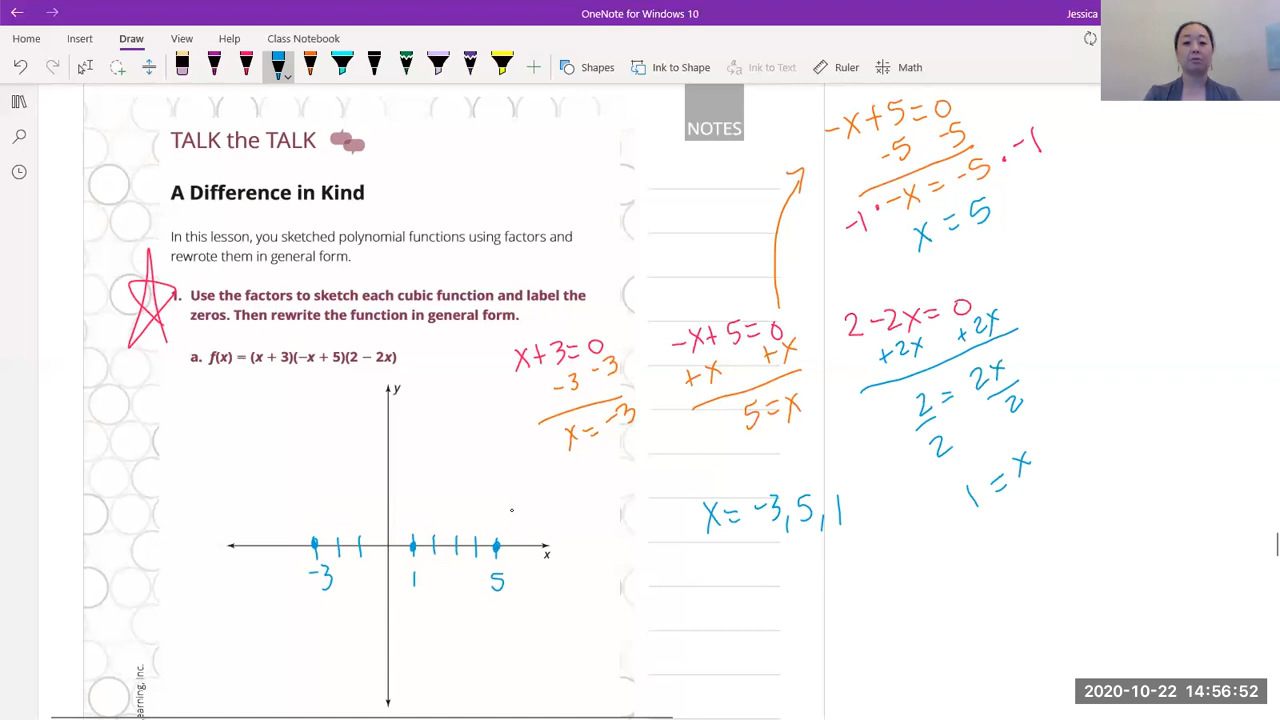 OneNote for Windows 10
Jessica
Home Insert Draw View Help Class Notebook
Shapes Ink to Shape Ink to Text Ruler Math
TALK the TALK
NOTES
A Difference in Kind
In this lesson, you sketched polynomial functions using factors and
rewrote them in general form.
1. Use the factors to sketch each cubic function and label the
zeros. Then rewrite the function in general form.
a. f(x) = (x + 3)(−x + 5)(2 − 2x)
y
x
-3 1 5
x+3=0
-3 -3
x=-3
-x+5=0
+x +x
5=x
x=-3,5,1
-x+5=0
-5 -5
-1 · -x = -5 · -1
x=5
2-2x=0
+2x +2x
2 = 2x
2 2
1 = x
earning, Inc.
2020-10-22 14:56:52